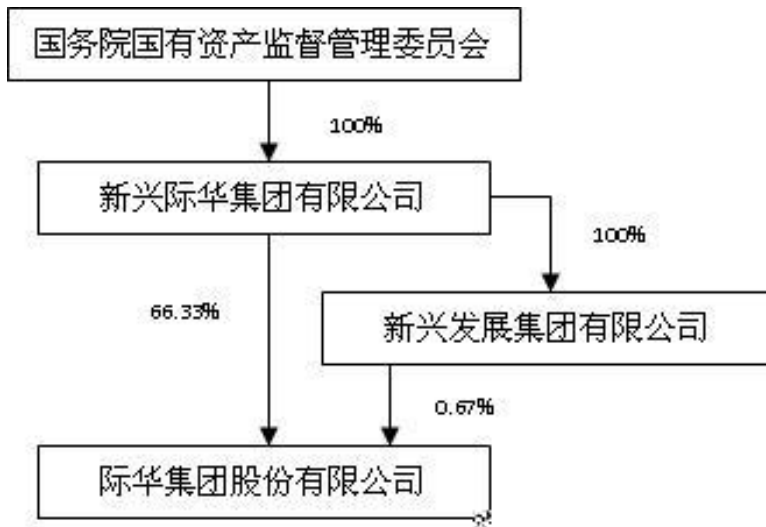 国务院国有资产监督管理委员会
100%
新兴际华集团有限公司
100%
66.33%
新兴发展集团有限公司
0.67%
际华集团股份有限公司